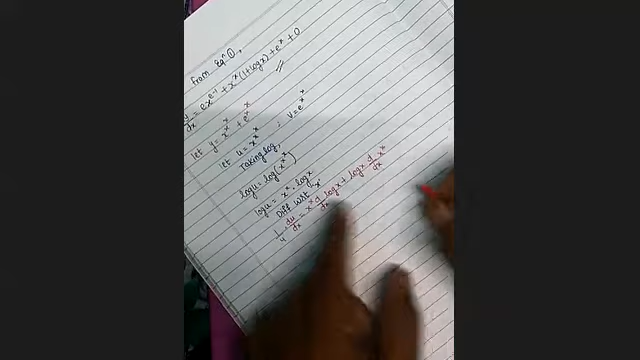 from eqⁿ ①,
dy/dx = ex^(e-1) + x^x (1+logx) + e^x + 0
let y = x^(x^x) + e^(x^x)
let u = x^(x^x) ; v = e^(x^x)
Taking log,
logu = log(x^(x^x))
logu = x^x · logx
Diff wrt 'x'
1/u · du/dx = x^x d/dx logx + logx d/dx x^x